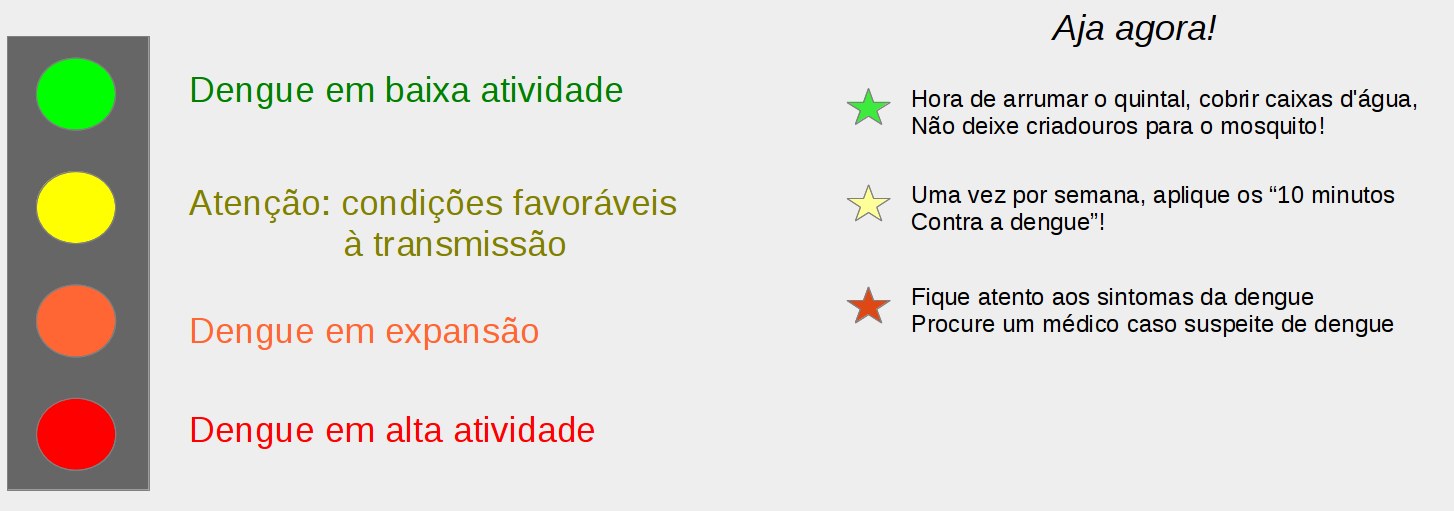 Dengue em baixa atividade
Atenção: condições favoráveis
à transmissão
Dengue em expansão
Dengue em alta atividade
Aja agora!
Hora de arrumar o quintal, cobrir caixas d'água,
Não deixe criadouros para o mosquito!
Uma vez por semana, aplique os “10 minutos
Contra a dengue”!
Fique atento aos sintomas da dengue
Procure um médico caso suspeite de dengue